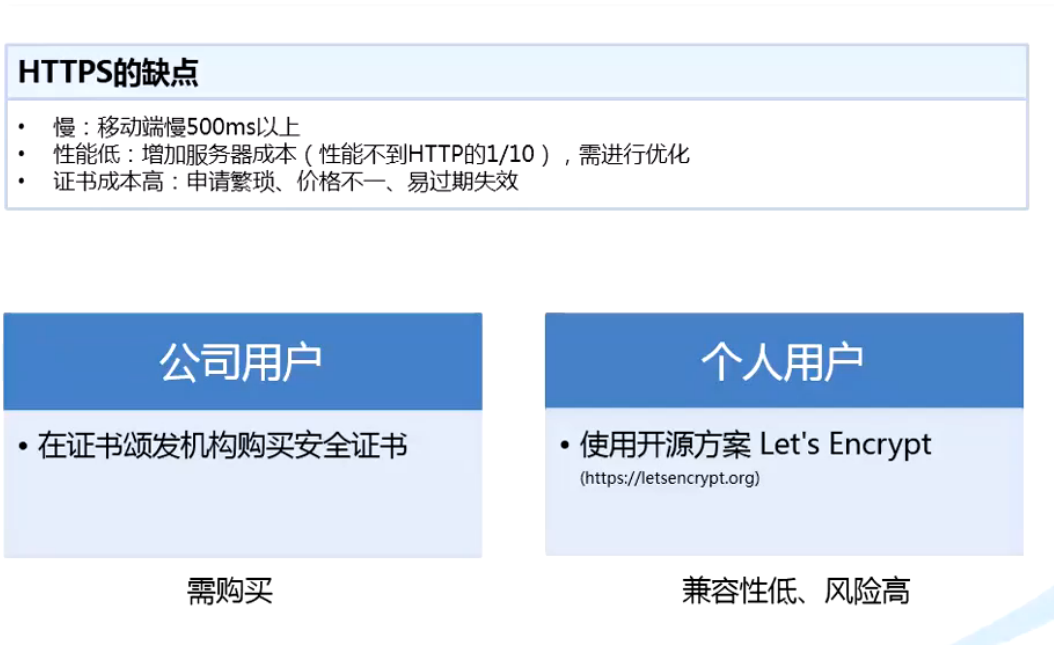 HTTPS的缺点
• 慢：移动端慢500ms以上
• 性能低：增加服务器成本（性能不到HTTP的1/10），需进行优化
• 证书成本高：申请繁琐、价格不一、易过期失效
公司用户
• 在证书颁发机构购买安全证书
需购买
个人用户
• 使用开源方案 Let's Encrypt
(https://letsencrypt.org)
兼容性低、风险高